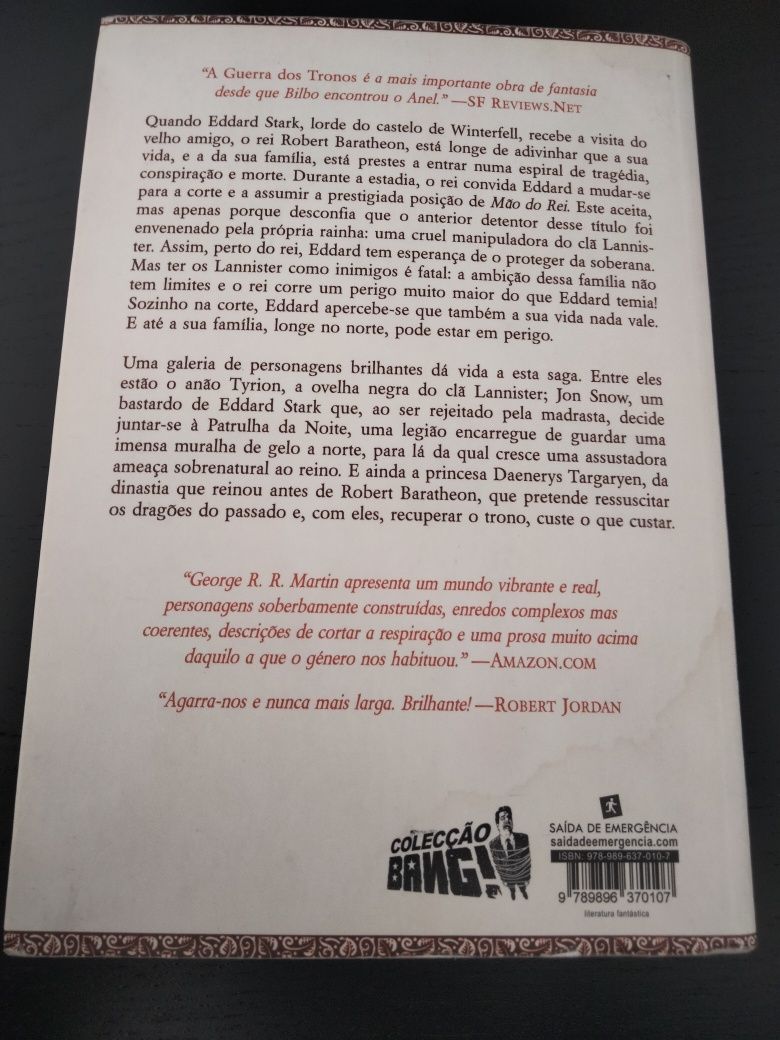 “A Guerra dos Tronos é a mais importante obra de fantasia
desde que Bilbo encontrou o Anel.” —SF Reviews.Net
Quando Eddard Stark, lorde do castelo de Winterfell, recebe a visita do
velho amigo, o rei Robert Baratheon, está longe de adivinhar que a sua
vida, e a da sua família, está prestes a entrar numa espiral de tragédia,
conspiração e morte. Durante a estadia, o rei convida Eddard a mudar-se
para a corte e a assumir a prestigiada posição de Mão do Rei. Este aceita,
mas apenas porque desconfia que o anterior detentor desse título foi
envenenado pela própria rainha: uma cruel manipuladora do clã Lannis-
ter. Assim, perto do rei, Eddard tem esperança de o proteger da soberana.
Mas ter os Lannister como inimigos é fatal: a ambição dessa família não
tem limites e o rei corre um perigo muito maior do que Eddard temia!
Sozinho na corte, Eddard apercebe-se que também a sua vida nada vale.
E até a sua família, longe no norte, pode estar em perigo.
Uma galeria de personagens brilhantes dá vida a esta saga. Entre eles
estão o anão Tyrion, a ovelha negra do clã Lannister; Jon Snow, um
bastardo de Eddard Stark que, ao ser rejeitado pela madrasta, decide
juntar-se à Patrulha da Noite, uma legião encarregue de guardar uma
imensa muralha de gelo a norte, para lá da qual cresce uma assustadora
ameaça sobrenatural ao reino. E ainda a princesa Daenerys Targaryen, da
dinastia que reinou antes de Robert Baratheon, que pretende ressuscitar
os dragões do passado e, com eles, recuperar o trono, custe o que custar.
“George R. R. Martin apresenta um mundo vibrante e real,
personagens soberbamente construídas, enredos complexos mas
coerentes, descrições de cortar a respiração e uma prosa muito acima
daquilo a que o género nos habituou.” —Amazon.com
“Agarra-nos e nunca mais larga. Brilhante! —Robert Jordan
COLECÇÃO
BANG!
SAÍDA DE EMERGÊNCIA
saidadeemergencia.com
ISBN: 978-989-637-010-7
9 789896 370107
literatura fantástica